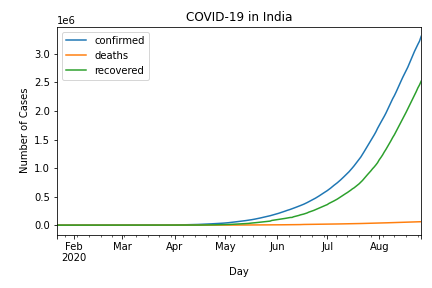 COVID-19 in India
1e6
confirmed
deaths
recovered
3.0
2.5
2.0
1.5
1.0
0.5
0.0
Number of Cases
Feb Mar Apr May Jun Jul Aug
2020
Day